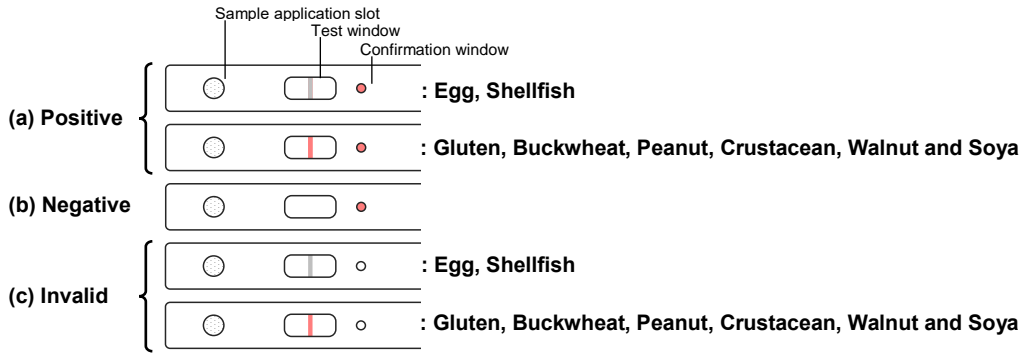 Sample application slot
Test window
Confirmation window
: Egg, Shellfish
(a) Positive
: Gluten, Buckwheat, Peanut, Crustacean, Walnut and Soya
(b) Negative
: Egg, Shellfish
(c) Invalid
: Gluten, Buckwheat, Peanut, Crustacean, Walnut and Soya